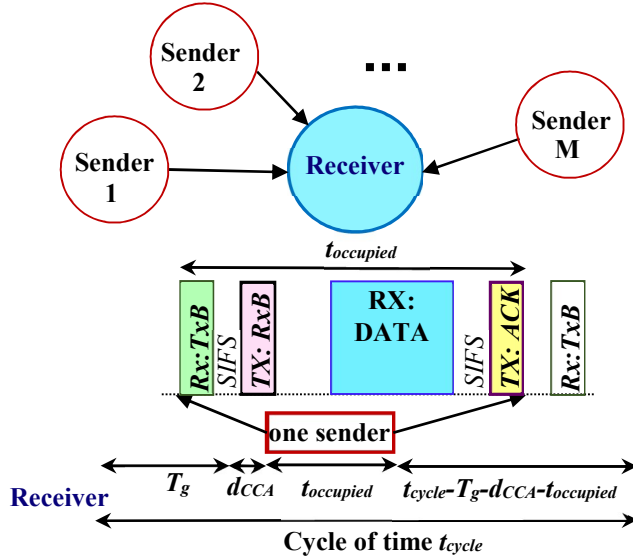 Sender
2
...
Sender
1
Receiver
Sender
M
t_occupied
Rx:TxB
SIFS
TX: RxB
RX:
DATA
SIFS
TX: ACK
Rx:TxB
one sender
T_g
d_CCA
t_occupied
t_cycle-T_g-d_CCA-t_occupied
Receiver
Cycle of time t_cycle